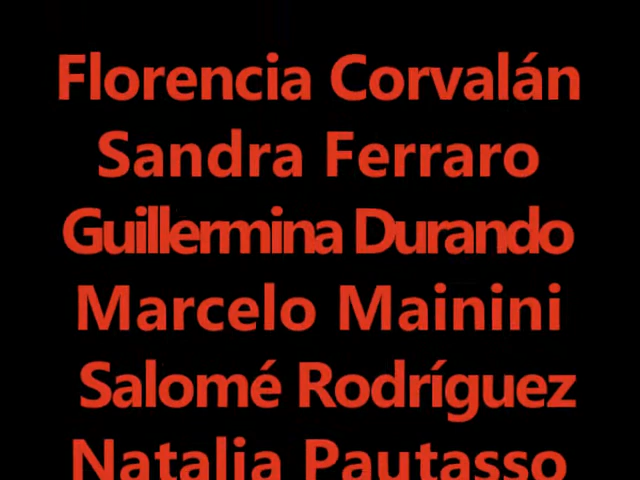 Florencia Corvalán
Sandra Ferraro
Guillermina Durando
Marcelo Mainini
Salomé Rodríguez
Natalia Pautasso